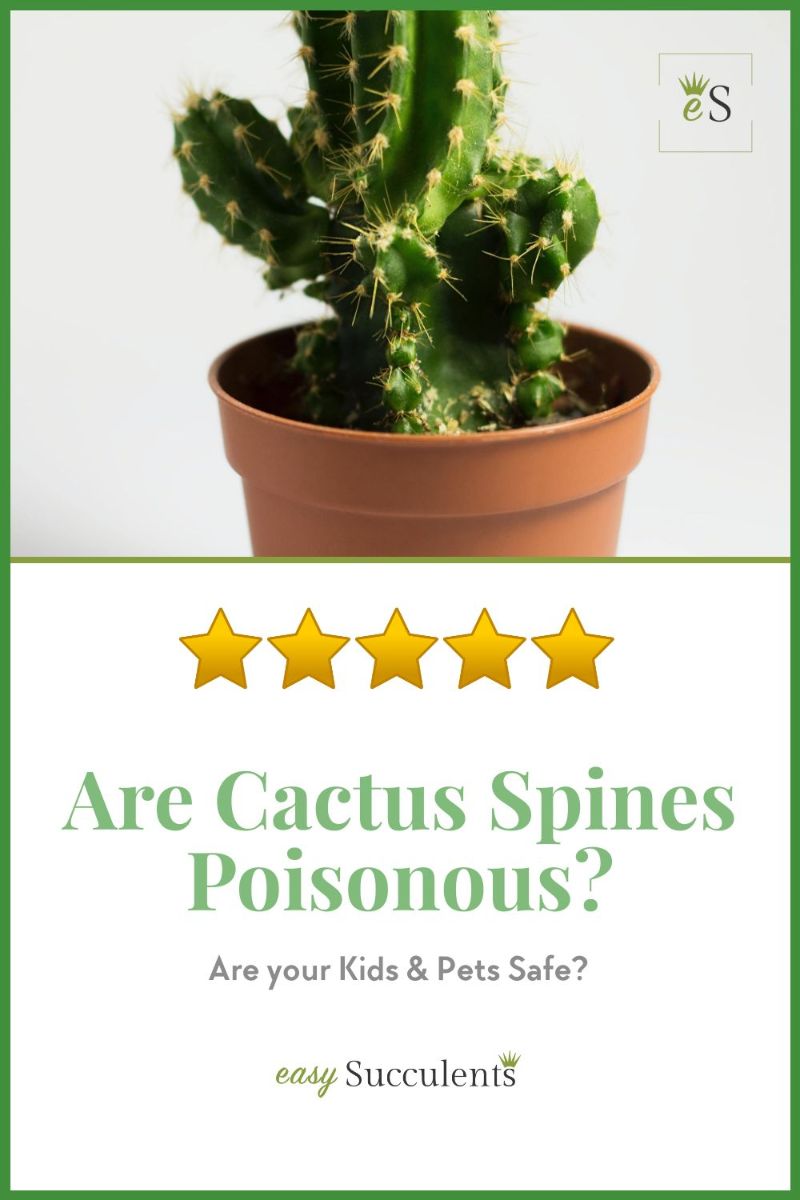 eS
Are Cactus Spines
Poisonous?
Are your Kids & Pets Safe?
easy Succulents